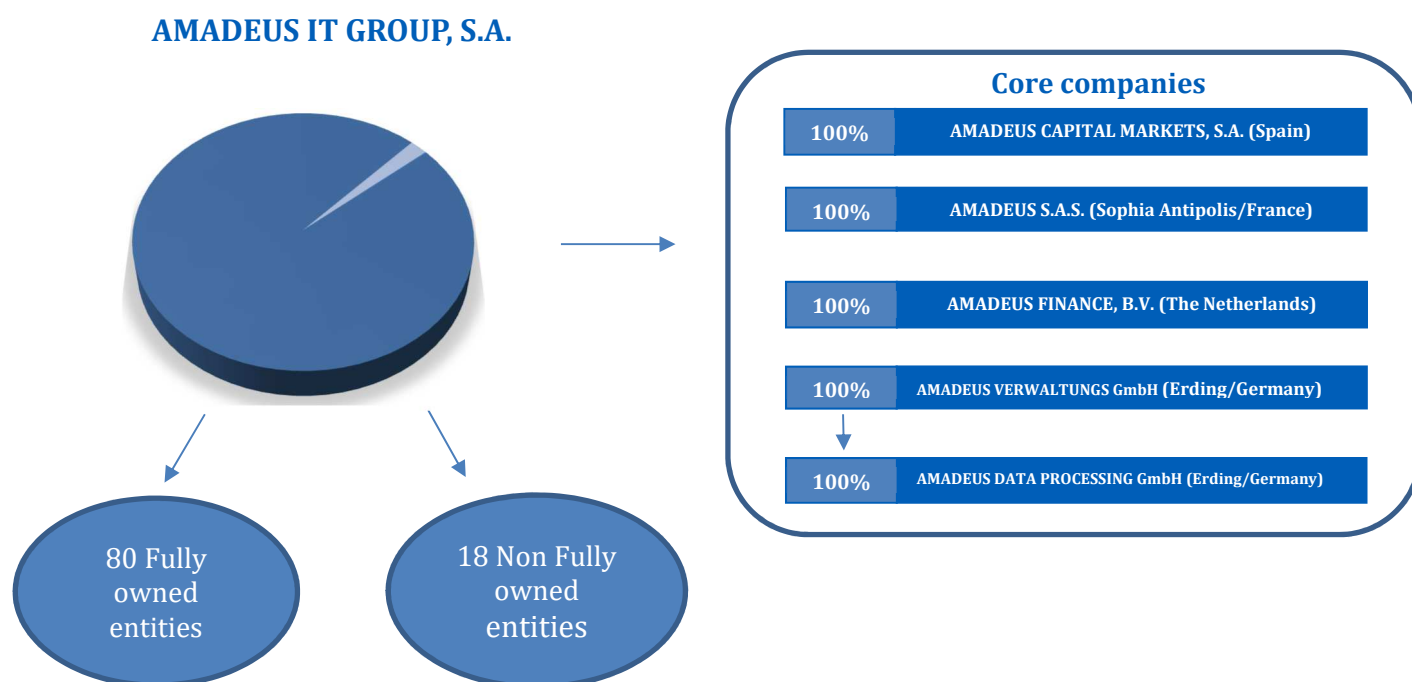 AMADEUS IT GROUP, S.A.
Core companies
100% AMADEUS CAPITAL MARKETS, S.A. (Spain)
100% AMADEUS S.A.S. (Sophia Antipolis/France)
100% AMADEUS FINANCE, B.V. (The Netherlands)
100% AMADEUS VERWALTUNGS GmbH (Erding/Germany)
100% AMADEUS DATA PROCESSING GmbH (Erding/Germany)
80 Fully
owned
entities
18 Non Fully
owned
entities